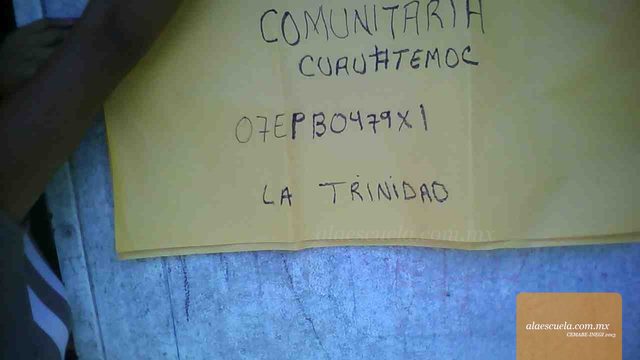 COMUNITARIA
CUAUHTEMOC
07EPB0479X1
LA TRINIDAD
alaescuela.com.mx
alaescuela.com.mx
CEMABE-INEGI 2013